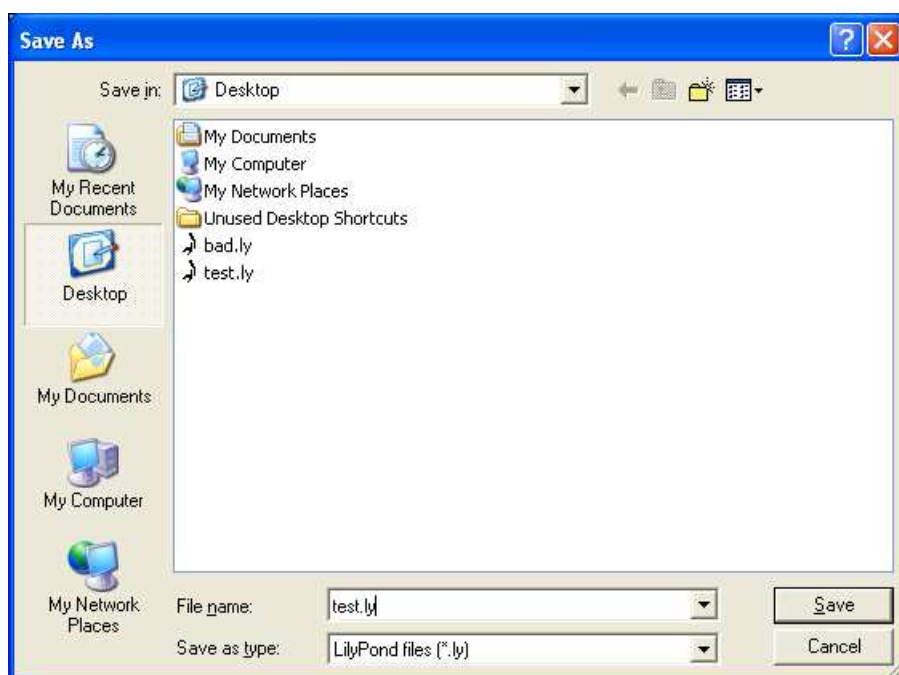 Save As
Save in:
Desktop
My Documents
My Computer
My Network Places
Unused Desktop Shortcuts
bad.ly
test.ly
My Recent
Documents
Desktop
My Documents
My Computer
My Network
Places
File name:
test.ly
Save
Save as type:
LilyPond files (*.ly)
Cancel